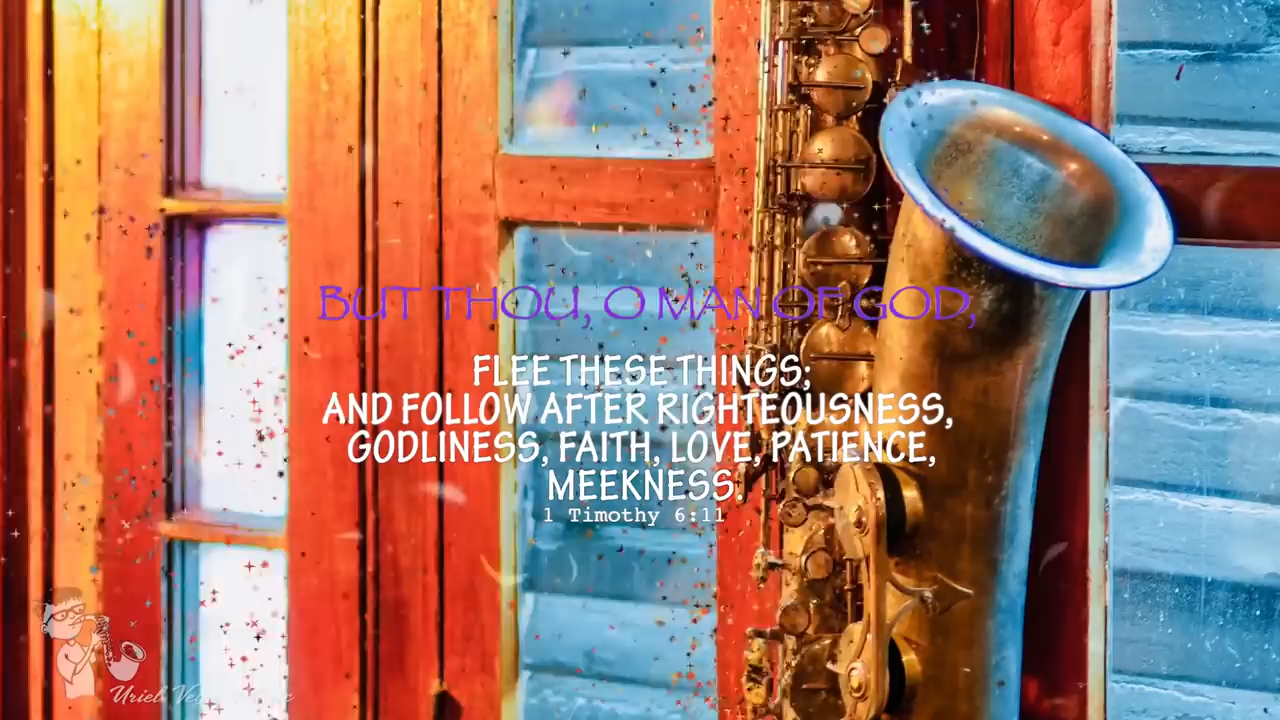 BUT THOU, O MAN OF GOD,
FLEE THESE THINGS;
AND FOLLOW AFTER RIGHTEOUSNESS,
GODLINESS, FAITH, LOVE, PATIENCE,
MEEKNESS.
1 Timothy 6:11
Uriel